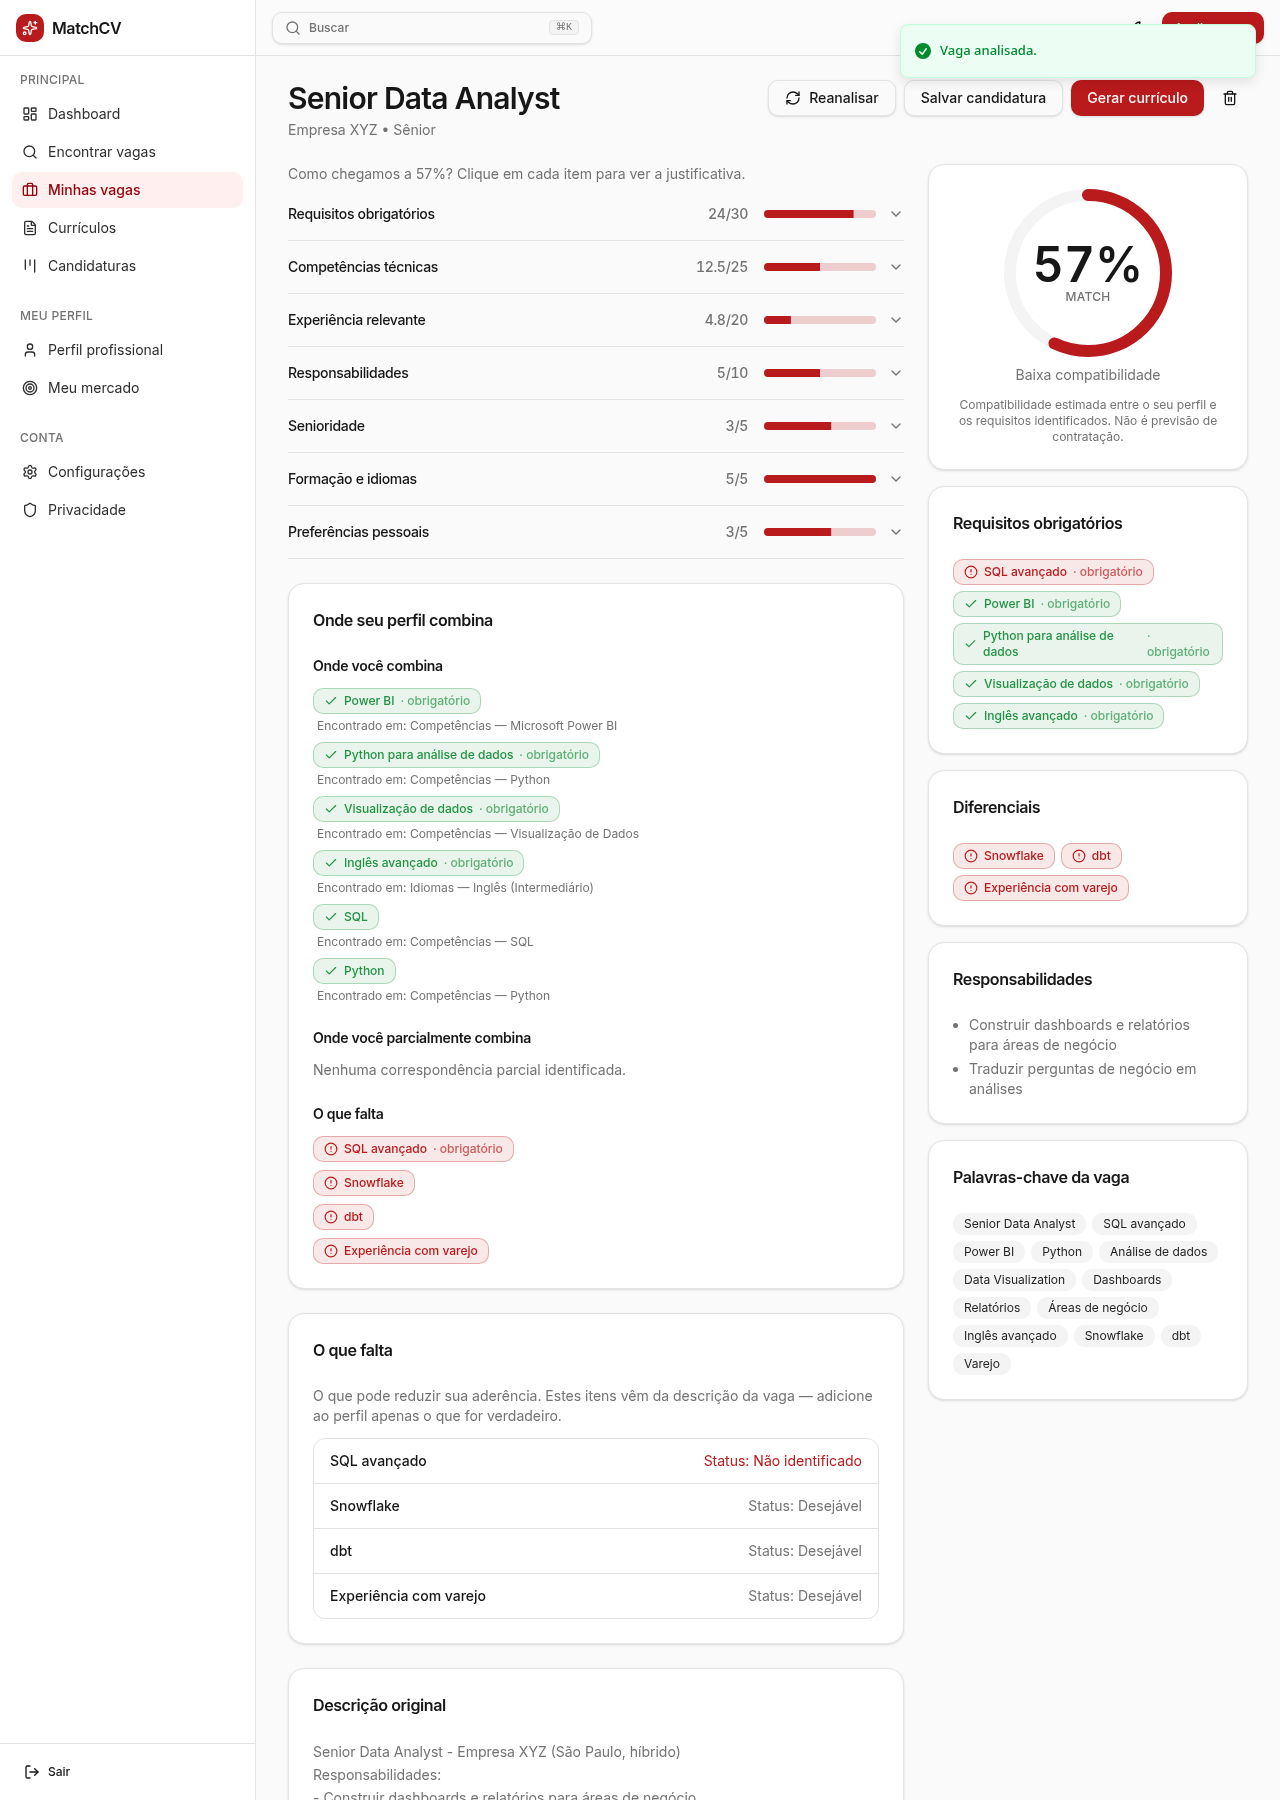 MatchCV
Buscar
⌘K
Vaga analisada.
PRINCIPAL
Dashboard
Encontrar vagas
Minhas vagas
Currículos
Candidaturas
MEU PERFIL
Perfil profissional
Meu mercado
CONTA
Configurações
Privacidade
Sair
Senior Data Analyst
Empresa XYZ • Sênior
Reanalisar
Salvar candidatura
Gerar currículo
Como chegamos a 57%? Clique em cada item para ver a justificativa.
Requisitos obrigatórios 24/30
Competências técnicas 12.5/25
Experiência relevante 4.8/20
Responsabilidades 5/10
Senioridade 3/5
Formação e idiomas 5/5
Preferências pessoais 3/5
Onde seu perfil combina
Onde você combina
Power BI · obrigatório
Encontrado em: Competências — Microsoft Power BI
Python para análise de dados · obrigatório
Encontrado em: Competências — Python
Visualização de dados · obrigatório
Encontrado em: Competências — Visualização de Dados
Inglês avançado · obrigatório
Encontrado em: Idiomas — Inglês (Intermediário)
SQL
Encontrado em: Competências — SQL
Python
Encontrado em: Competências — Python
Onde você parcialmente combina
Nenhuma correspondência parcial identificada.
O que falta
SQL avançado · obrigatório
Snowflake
dbt
Experiência com varejo
O que falta
O que pode reduzir sua aderência. Estes itens vêm da descrição da vaga — adicione
ao perfil apenas o que for verdadeiro.
SQL avançado Status: Não identificado
Snowflake Status: Desejável
dbt Status: Desejável
Experiência com varejo Status: Desejável
Descrição original
Senior Data Analyst - Empresa XYZ (São Paulo, híbrido)
Responsabilidades:
- Construir dashboards e relatórios para áreas de negócio
57%
MATCH
Baixa compatibilidade
Compatibilidade estimada entre o seu perfil e
os requisitos identificados. Não é previsão de
contratação.
Requisitos obrigatórios
SQL avançado · obrigatório
Power BI · obrigatório
Python para análise de ·
dados obrigatório
Visualização de dados · obrigatório
Inglês avançado · obrigatório
Diferenciais
Snowflake dbt
Experiência com varejo
Responsabilidades
• Construir dashboards e relatórios
para áreas de negócio
• Traduzir perguntas de negócio em
análises
Palavras-chave da vaga
Senior Data Analyst SQL avançado
Power BI Python Análise de dados
Data Visualization Dashboards
Relatórios Áreas de negócio
Inglês avançado Snowflake dbt
Varejo